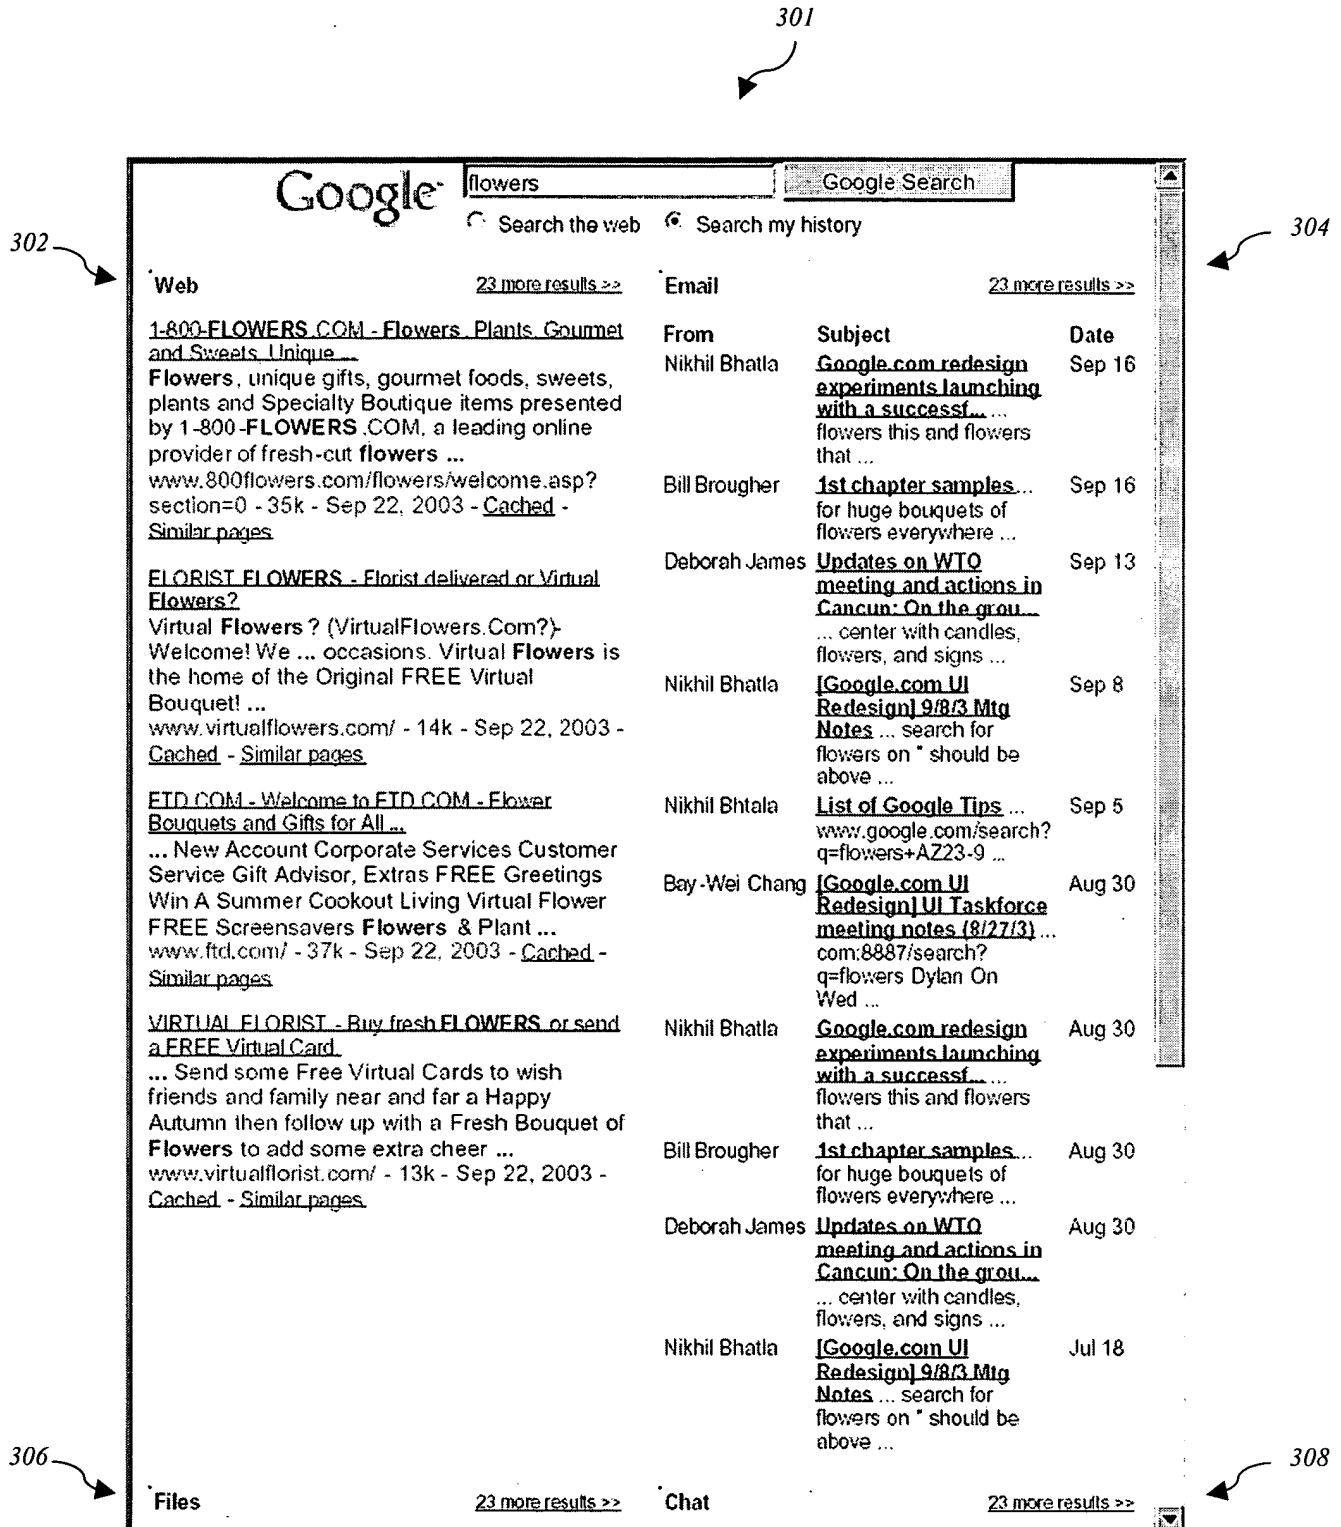 301
Google flowers Google Search
Search the web Search my history
302
304
Web 23 more results >>
1-800-FLOWERS.COM - Flowers, Plants, Gourmet
and Sweets, Unique ...
Flowers, unique gifts, gourmet foods, sweets,
plants and Specialty Boutique items presented
by 1-800-FLOWERS.COM, a leading online
provider of fresh-cut flowers ...
www.800flowers.com/flowers/welcome.asp?
section=0 - 35k - Sep 22, 2003 - Cached -
Similar pages
FLORIST FLOWERS - Florist delivered or Virtual
Flowers?
Virtual Flowers? (VirtualFlowers.Com?)-
Welcome! We ... occasions. Virtual Flowers is
the home of the Original FREE Virtual
Bouquet! ...
www.virtualflowers.com/ - 14k - Sep 22, 2003 -
Cached - Similar pages
FTD.COM - Welcome to FTD.COM - Flower
Bouquets and Gifts for All ...
... New Account Corporate Services Customer
Service Gift Advisor, Extras FREE Greetings
Win A Summer Cookout Living Virtual Flower
FREE Screensavers Flowers & Plant ...
www.ftd.com/ - 37k - Sep 22, 2003 - Cached -
Similar pages
VIRTUAL FLORIST - Buy fresh FLOWERS or send
a FREE Virtual Card
... Send some Free Virtual Cards to wish
friends and family near and far a Happy
Autumn then follow up with a Fresh Bouquet of
Flowers to add some extra cheer ...
www.virtualflorist.com/ - 13k - Sep 22, 2003 -
Cached - Similar pages
Email 23 more results >>
From Subject Date
Nikhil Bhatla Google.com redesign Sep 16
experiments launching
with a successf... ...
flowers this and flowers
that ...
Bill Brougher 1st chapter samples... Sep 16
for huge bouquets of
flowers everywhere ...
Deborah James Updates on WTO Sep 13
meeting and actions in
Cancun: On the grou...
... center with candles,
flowers, and signs ...
Nikhil Bhatla [Google.com UI Sep 8
Redesign] 9/8/3 Mtg
Notes ... search for
flowers on " should be
above ...
Nikhil Bhtala List of Google Tips ... Sep 5
www.google.com/search?
q=flowers+AZ23-9 ...
Bay-Wei Chang [Google.com UI Aug 30
Redesign] UI Taskforce
meeting notes (8/27/3) ...
com:8887/search?
q=flowers Dylan On
Wed ...
Nikhil Bhatla Google.com redesign Aug 30
experiments launching
with a successf... ...
flowers this and flowers
that ...
Bill Brougher 1st chapter samples... Aug 30
for huge bouquets of
flowers everywhere ...
Deborah James Updates on WTO Aug 30
meeting and actions in
Cancun: On the grou...
... center with candles,
flowers, and signs ...
Nikhil Bhatla [Google.com UI Jul 18
Redesign] 9/8/3 Mtg
Notes ... search for
flowers on " should be
above ...
306
308
Files 23 more results >>
Chat 23 more results >>